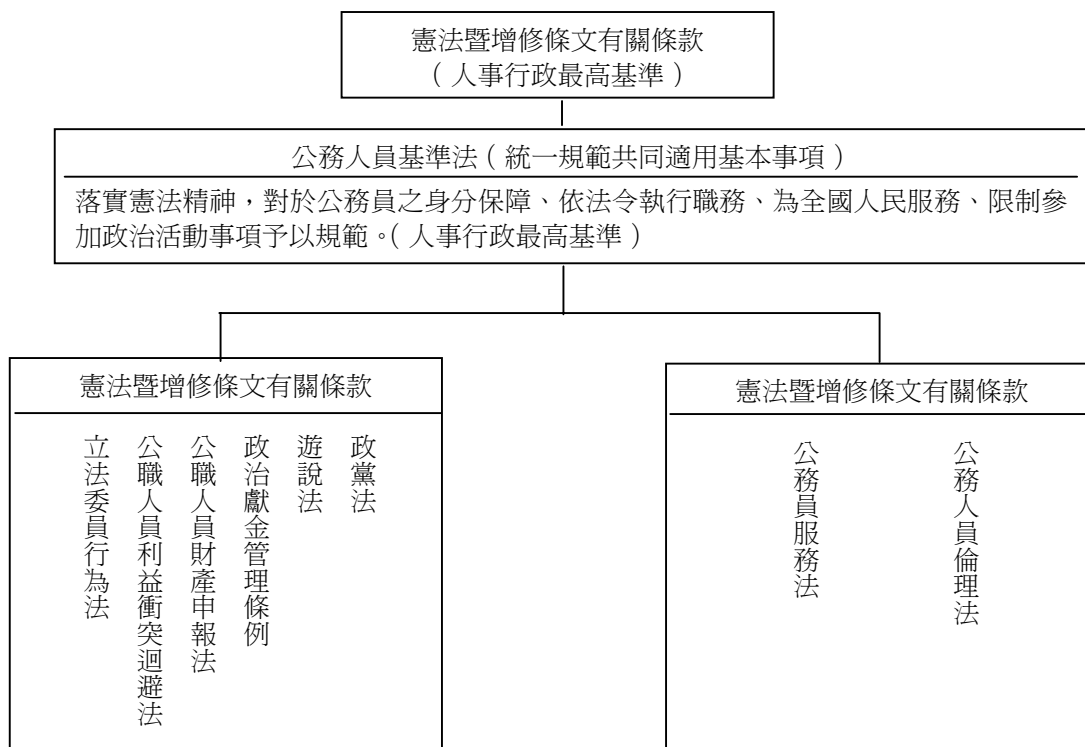 憲法暨增修條文有關條款
（人事行政最高基準）
公務人員基準法（統一規範共同適用基本事項）
落實憲法精神，對於公務員之身分保障、依法令執行職務、為全國人民服務、限制參
加政治活動事項予以規範。（人事行政最高基準）
憲法暨增修條文有關條款
政黨法
遊說法
政治獻金管理條例
公職人員財產申報法
公職人員利益衝突迴避法
立法委員行為法
憲法暨增修條文有關條款
公務人員倫理法
公務員服務法